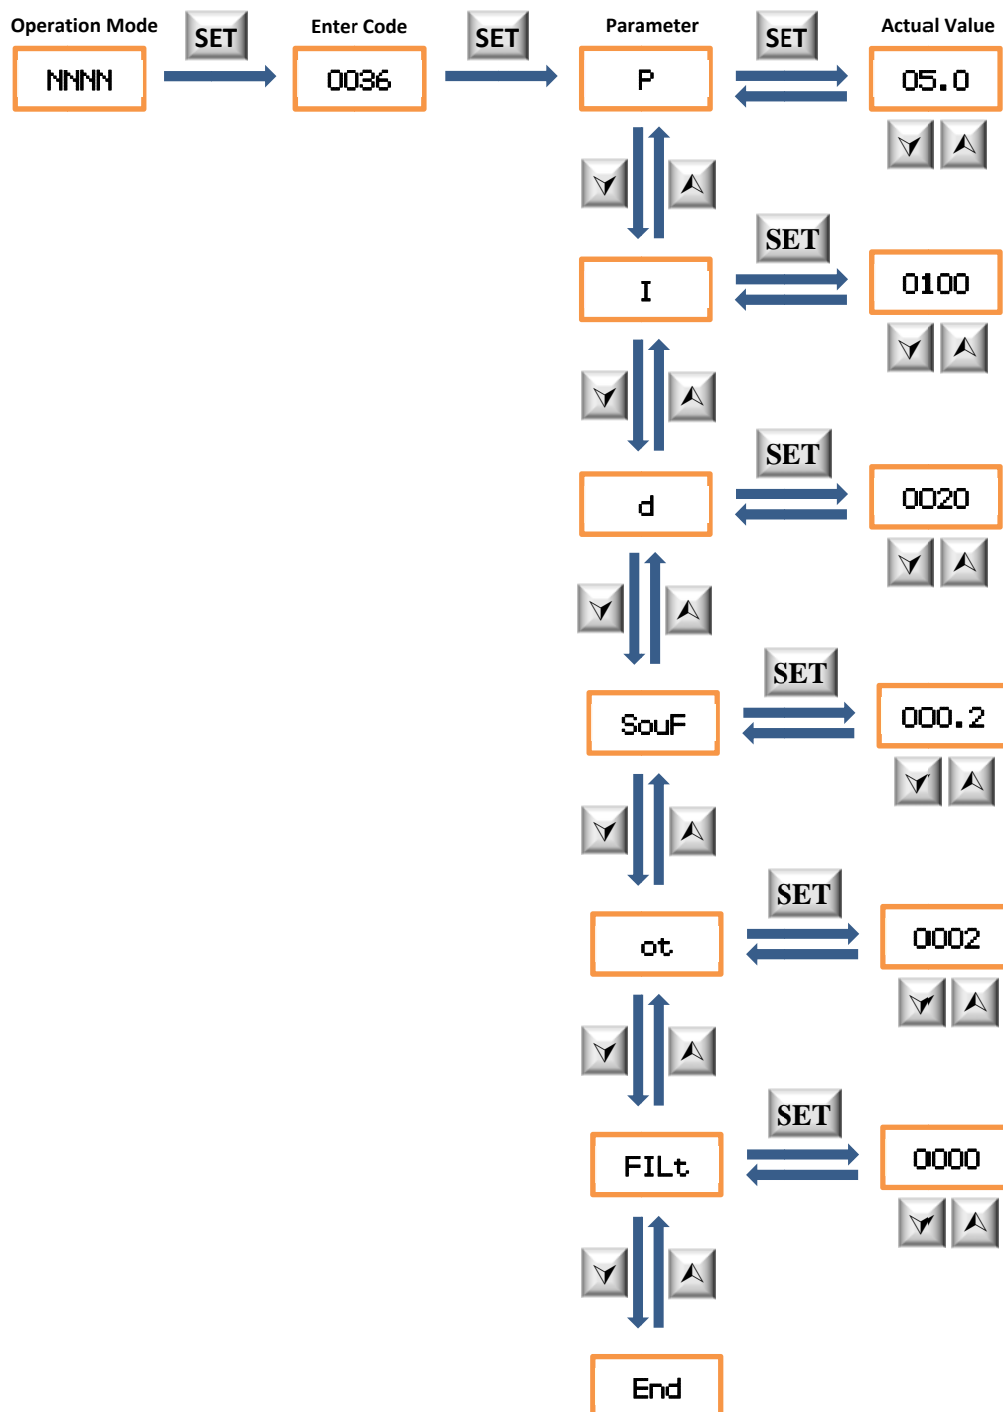 Operation Mode SET Enter Code SET Parameter SET Actual Value
NNNN 0036 P 05.0
SET
I 0100
SET
d 0020
SET
SouF 000.2
SET
ot 0002
SET
FILt 0000
End